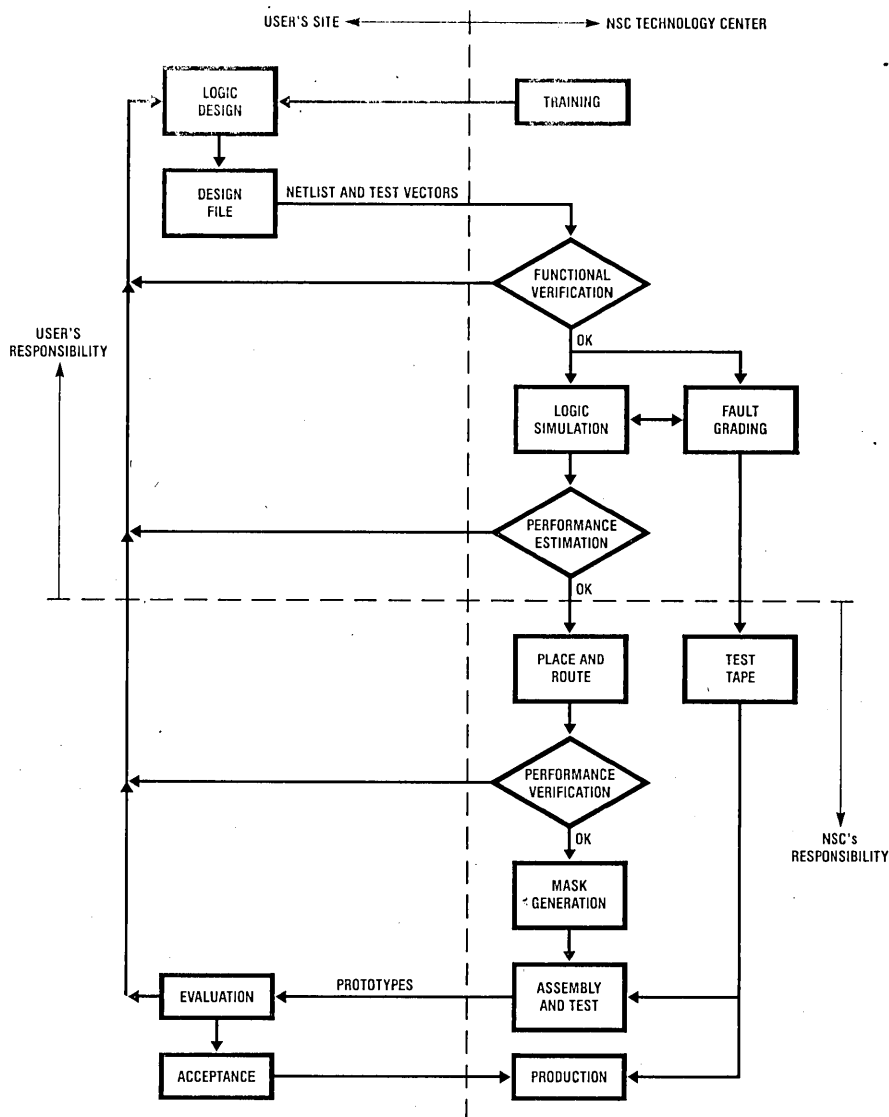 USER'S SITE
NSC TECHNOLOGY CENTER
LOGIC
DESIGN
TRAINING
DESIGN
FILE
NETLIST AND TEST VECTORS
FUNCTIONAL
VERIFICATION
OK
USER'S
RESPONSIBILITY
LOGIC
SIMULATION
FAULT
GRADING
PERFORMANCE
ESTIMATION
OK
PLACE AND
ROUTE
TEST
TAPE
PERFORMANCE
VERIFICATION
OK
NSC's
RESPONSIBILITY
MASK
GENERATION
EVALUATION
PROTOTYPES
ASSEMBLY
AND TEST
ACCEPTANCE
PRODUCTION